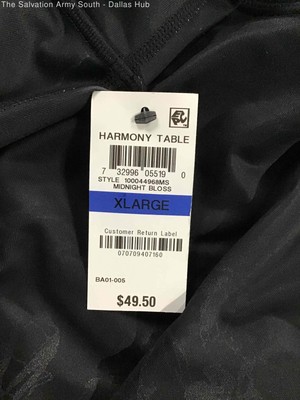 The Salvation Army South - Dallas Hub
HARMONY TABLE
7 32996 05519 0
STYLE 100044968MS
MIDNIGHT BLOSS
XLARGE
Customer Return Label
070709407160
BA01-005
$49.50